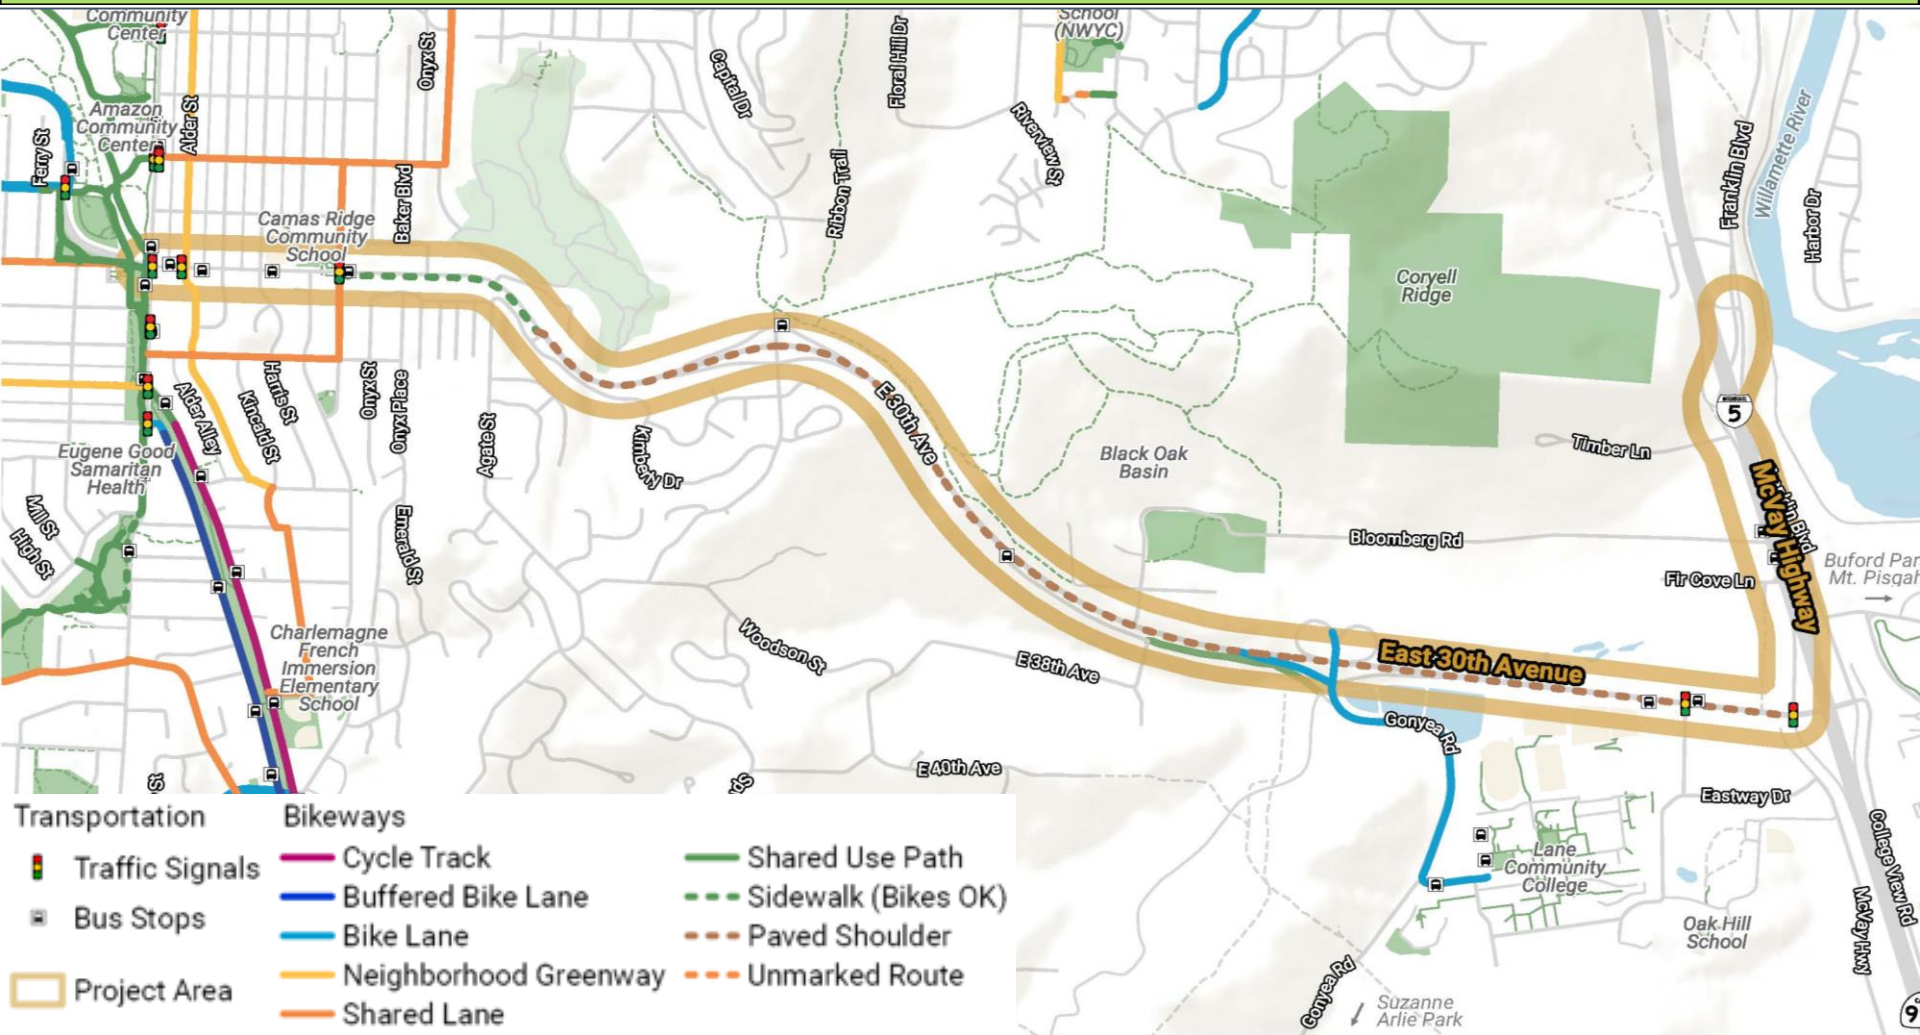 Community
Center
Onyx St
Capital Dr
Floral Hill Dr
School
(NWYC)
Amazon
Community
Center
Alder St
Ferry St
Riverview St
Franklin Blvd
Willamette River
Harbor Dr
Ribbon Trail
Baker Blvd
Camas Ridge
Community
School
Coryell
Ridge
5
E 30th Ave
Harris St
Kincaid St
Alder Alley
Onyx St
Onyx Place
Agate St
Kimberly Dr
Timber Ln
Black Oak
Basin
Eugene Good
Samaritan
Health
Mill St
High St
Emerald St
Bloomberg Rd
McVay Highway
Fir Cove Ln
Buford Par
Mt. Pisgah
Charlemagne
French
Immersion
Elementary
School
Woodson St
E 38th Ave
East 30th Avenue
Gonyea Rd
E 40th Ave
St
Eastway Dr
College View Rd
McVay Hwy
Lane
Community
College
Oak Hill
School
Gonyea Rd
Suzanne
Arlie Park
Transportation
Traffic Signals
Bus Stops
Project Area
Bikeways
Cycle Track
Buffered Bike Lane
Bike Lane
Neighborhood Greenway
Shared Lane
Shared Use Path
Sidewalk (Bikes OK)
Paved Shoulder
Unmarked Route